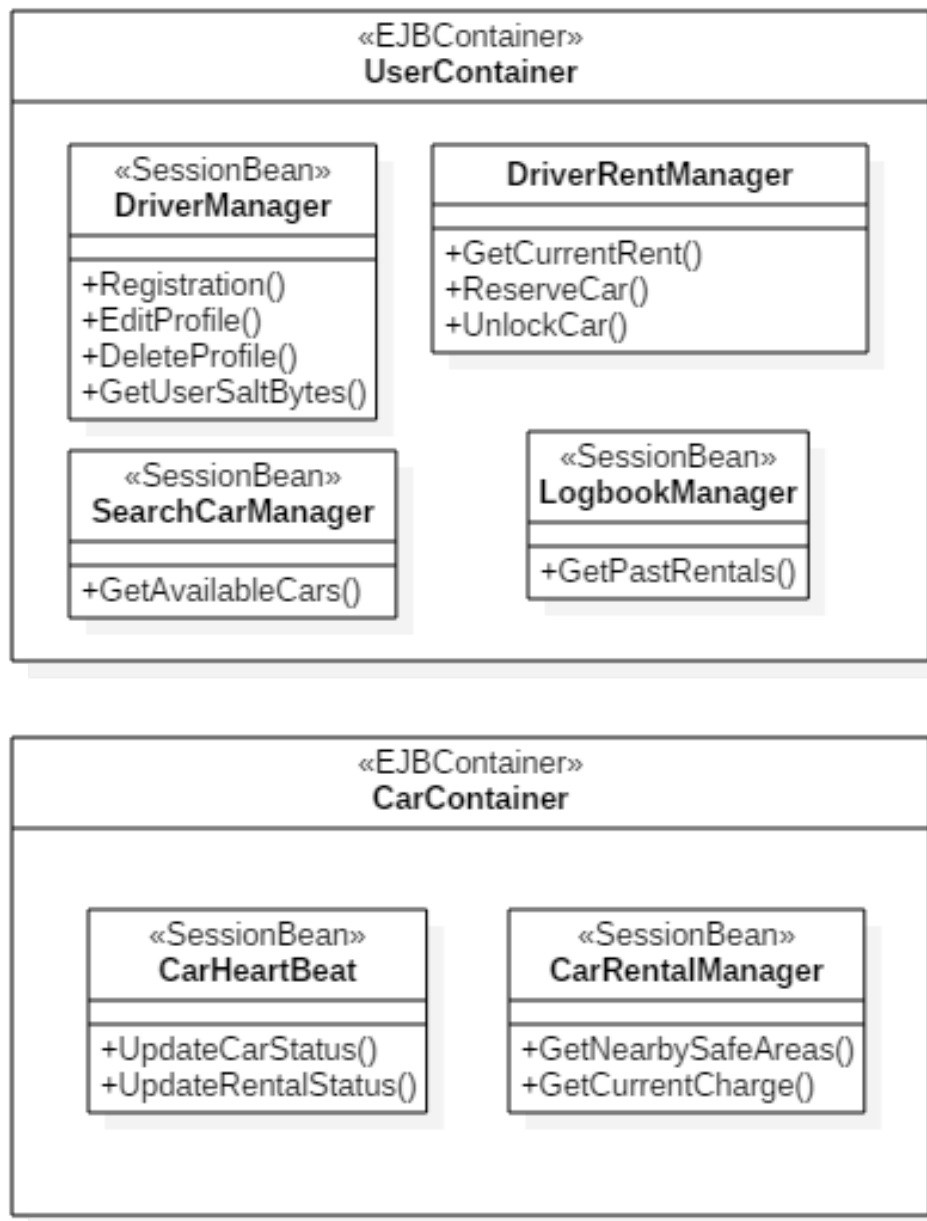 «EJBContainer»
UserContainer
«SessionBean»
DriverManager
+Registration()
+EditProfile()
+DeleteProfile()
+GetUserSaltBytes()
DriverRentManager
+GetCurrentRent()
+ReserveCar()
+UnlockCar()
«SessionBean»
SearchCarManager
+GetAvailableCars()
«SessionBean»
LogbookManager
+GetPastRentals()
«EJBContainer»
CarContainer
«SessionBean»
CarHeartBeat
+UpdateCarStatus()
+UpdateRentalStatus()
«SessionBean»
CarRentalManager
+GetNearbySafeAreas()
+GetCurrentCharge()